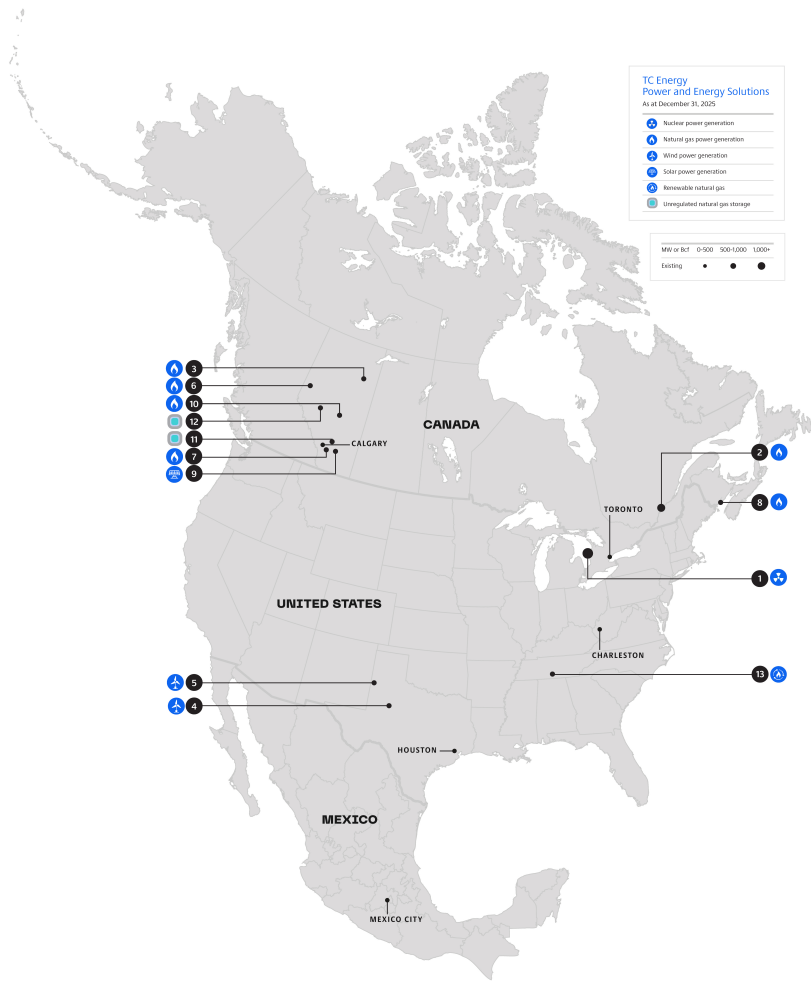 TC Energy
Power and Energy Solutions
As at December 31, 2025
Nuclear power generation
Natural gas power generation
Wind power generation
Solar power generation
Renewable natural gas
Unregulated natural gas storage
MW or Bcf 0-500 500-1,000 1,000+
Existing
3
6
10
12
11
7
9
CALGARY
CANADA
2
8
TORONTO
1
UNITED STATES
CHARLESTON
13
5
4
HOUSTON
MEXICO
MEXICO CITY